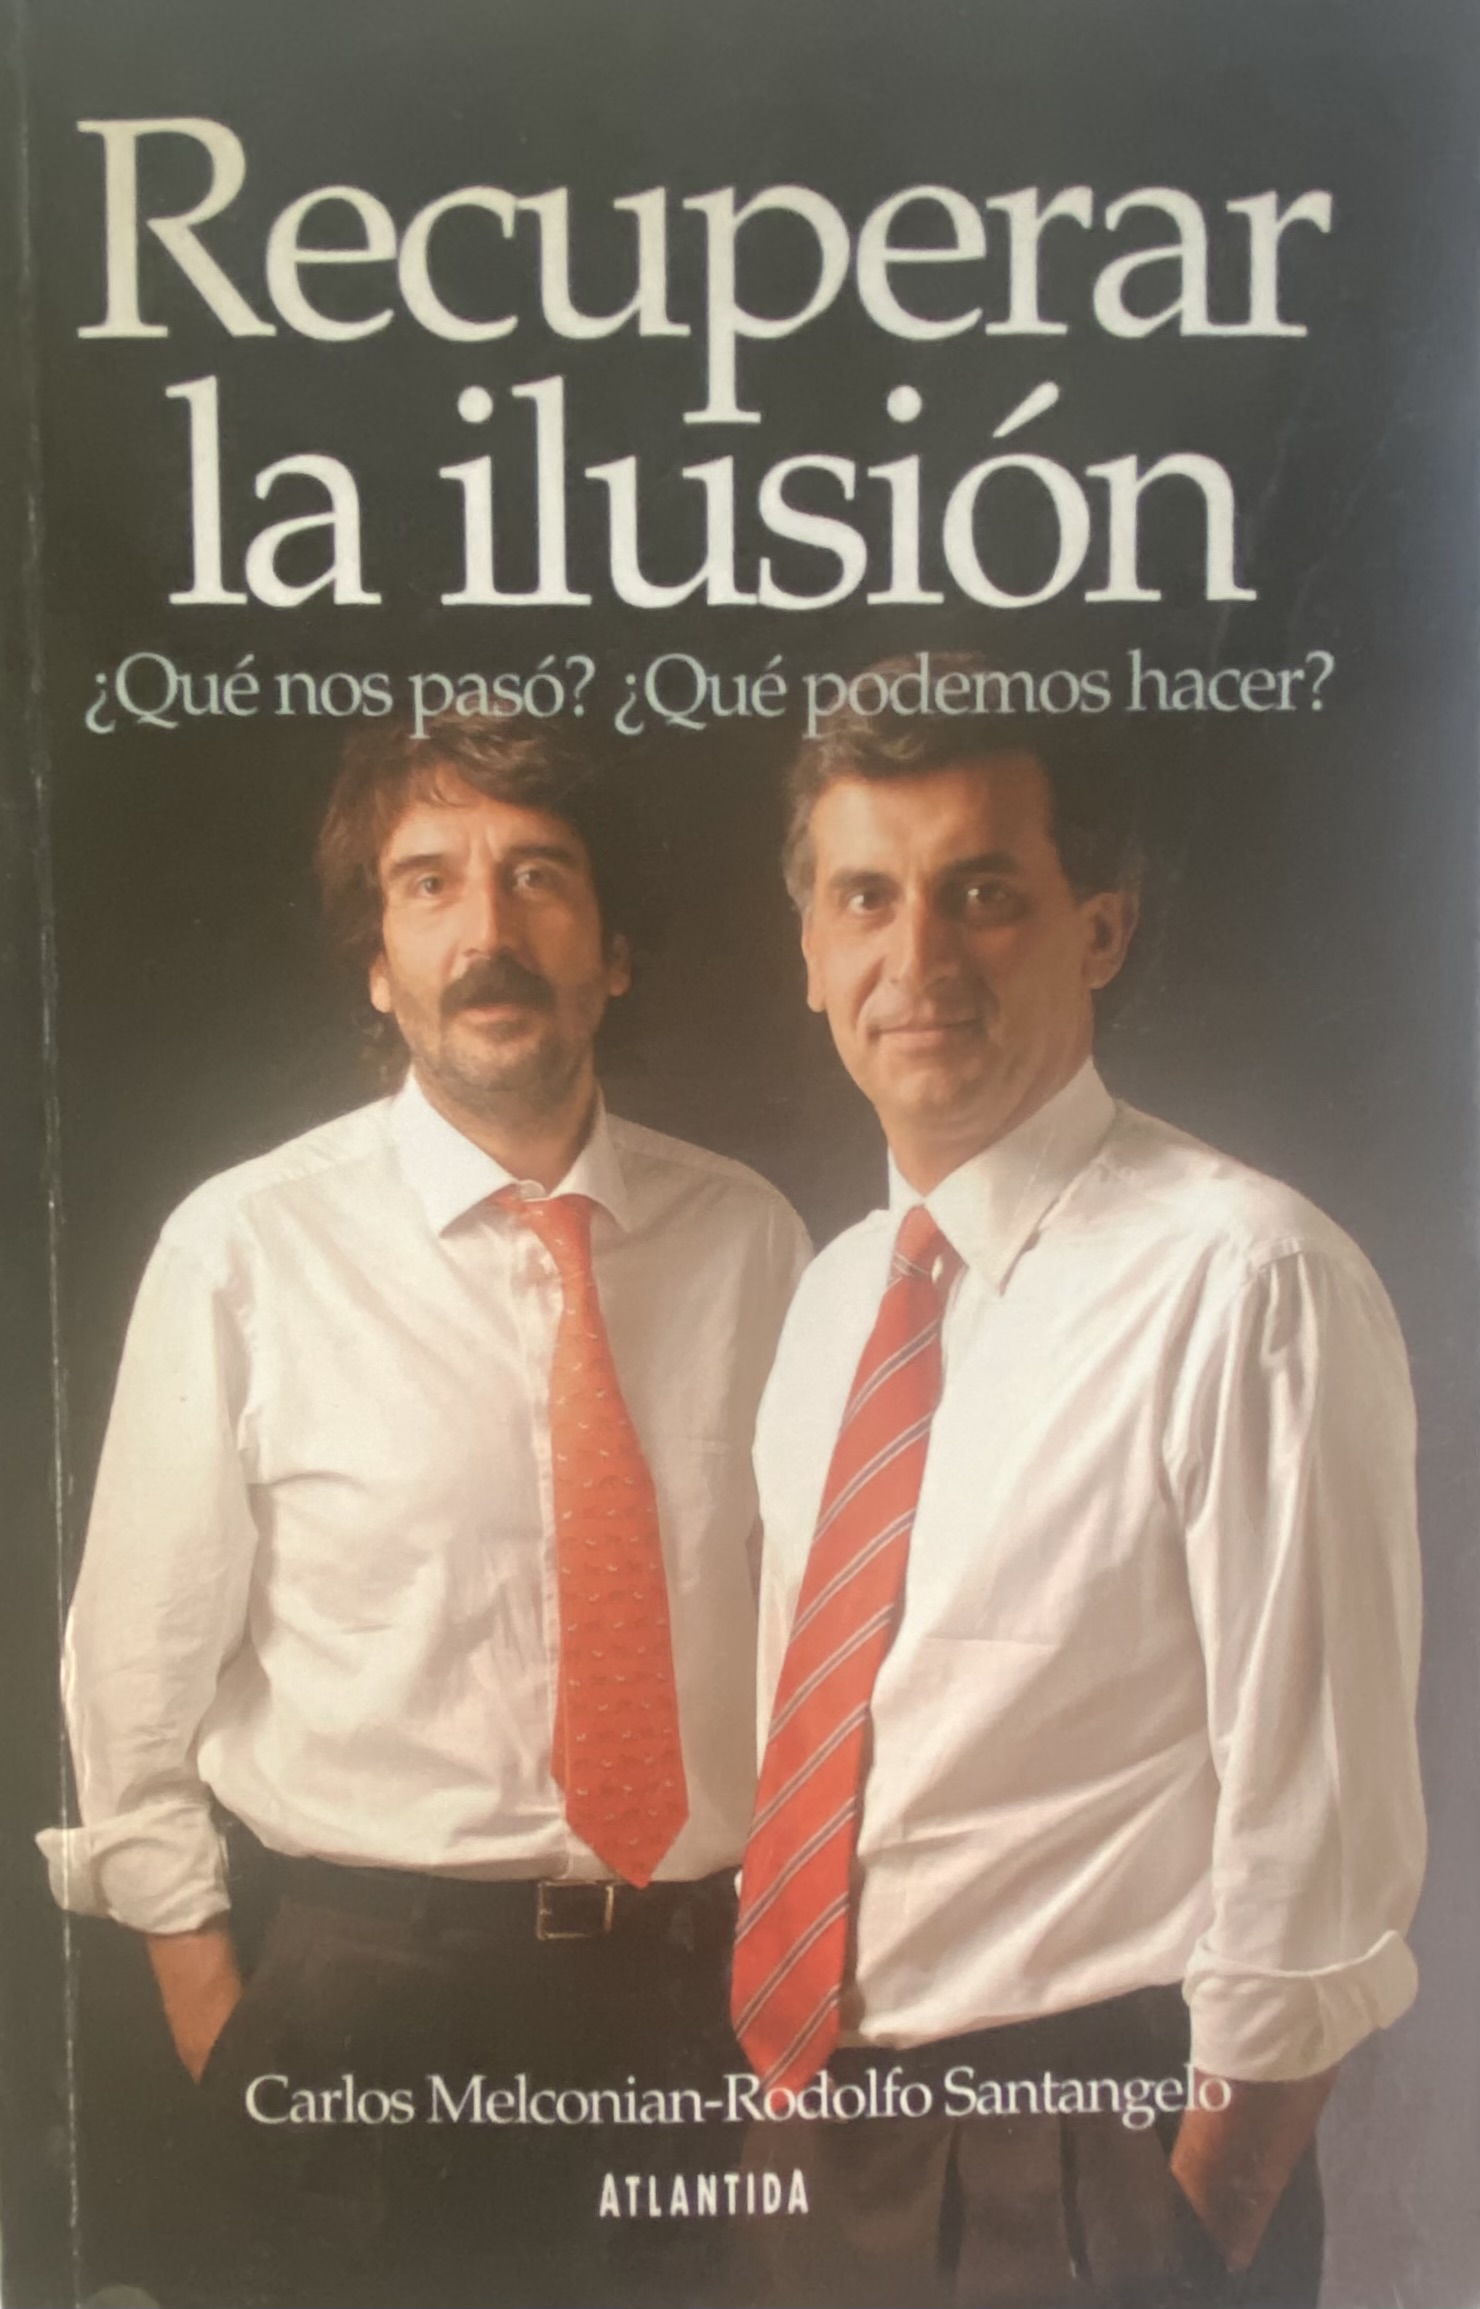 Recuperar
la ilusión
¿Qué nos pasó? ¿Qué podemos hacer?
Carlos Melconian-Rodolfo Santangelo
ATLANTIDA